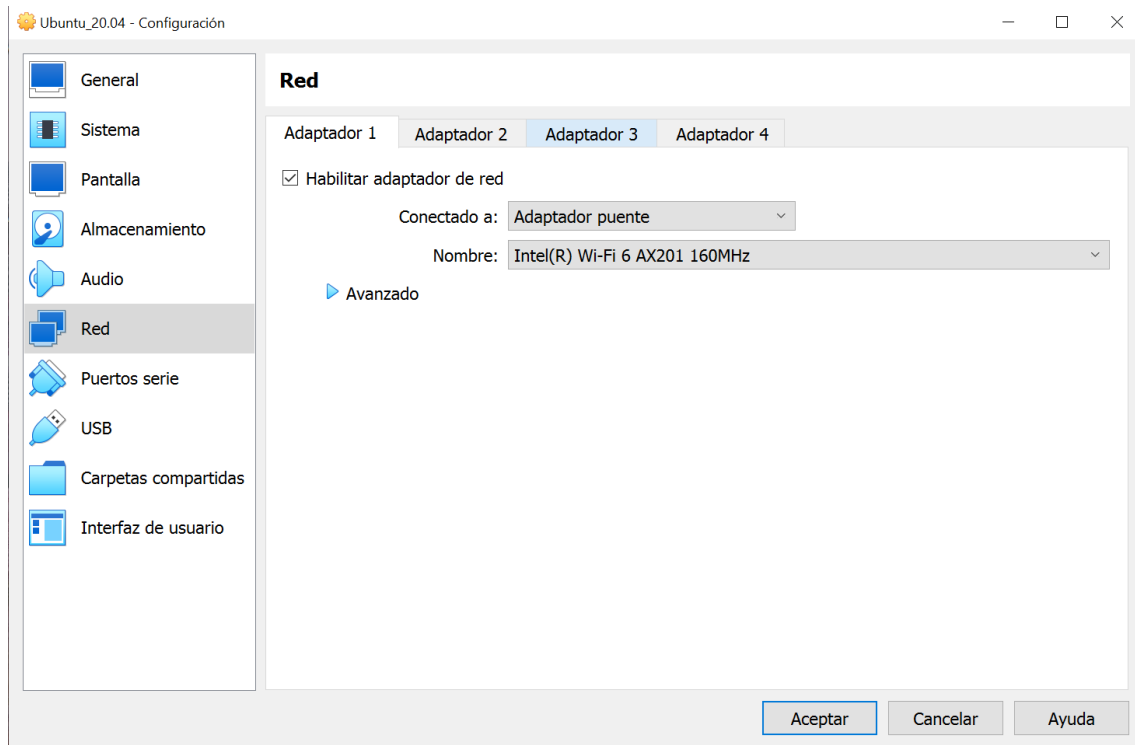 Ubuntu_20.04 - Configuración
General
Sistema
Pantalla
Almacenamiento
Audio
Red
Puertos serie
USB
Carpetas compartidas
Interfaz de usuario
Red
Adaptador 1 Adaptador 2 Adaptador 3 Adaptador 4
Habilitar adaptador de red
Conectado a: Adaptador puente
Nombre: Intel(R) Wi-Fi 6 AX201 160MHz
Avanzado
Aceptar Cancelar Ayuda